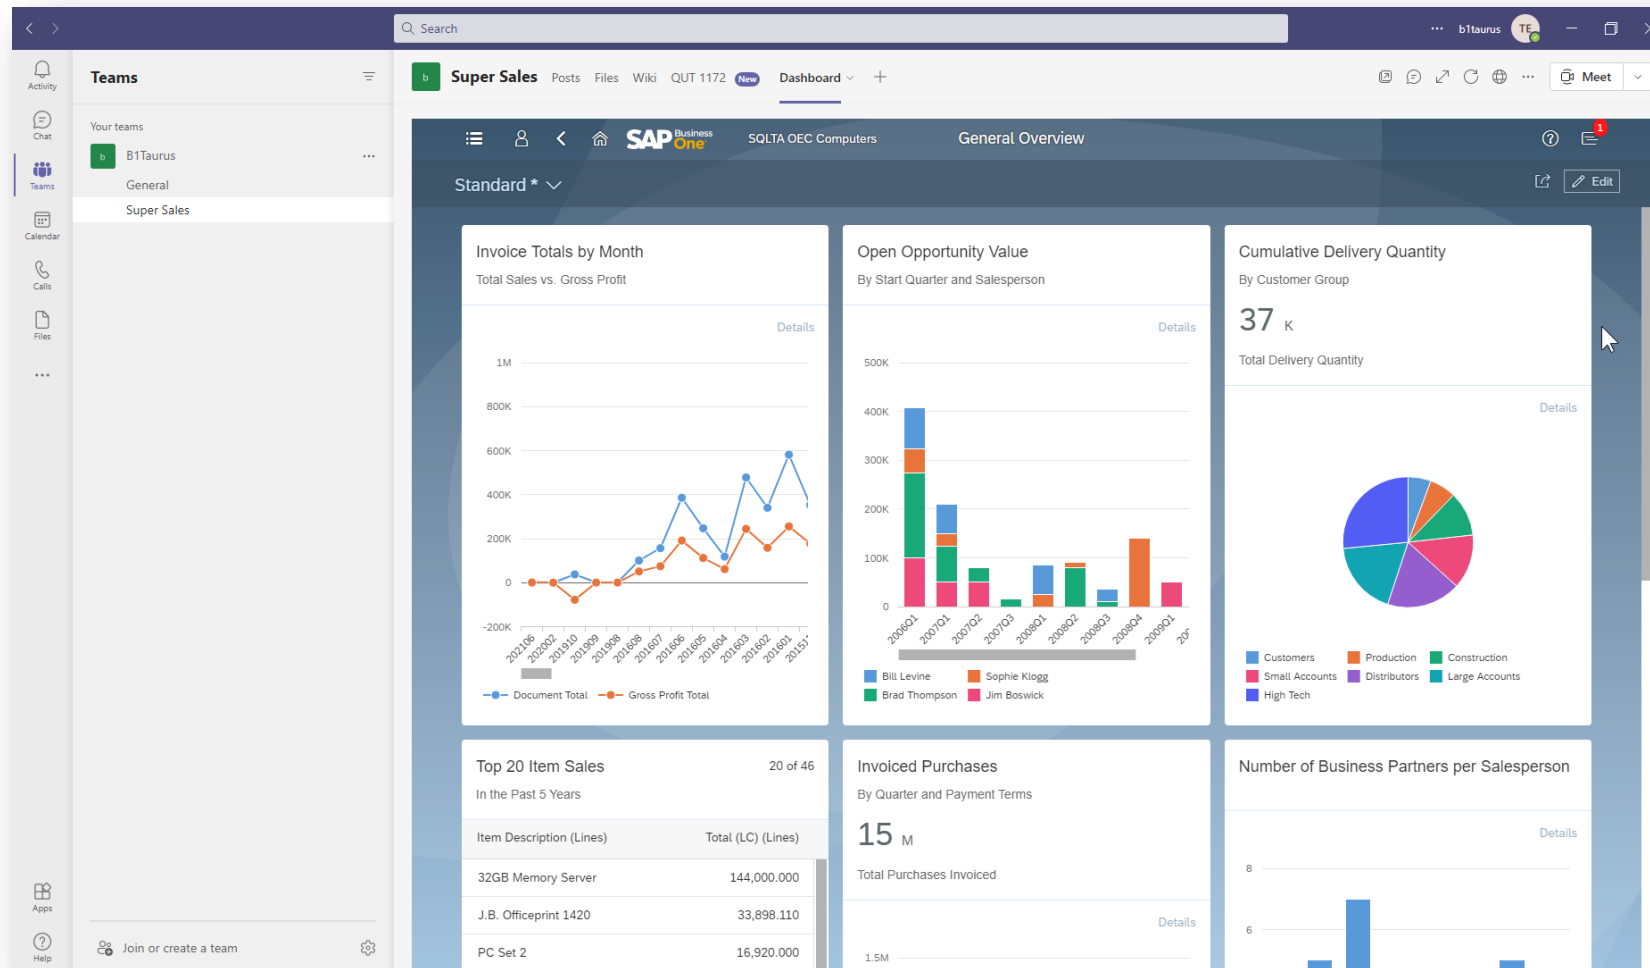 Search
b1taurus
TE
Activity
Chat
Teams
Calendar
Calls
Files
Apps
Help
Teams
Your teams
b
B1Taurus
General
Super Sales
Join or create a team
b
Super Sales
Posts
Files
Wiki
QUT 1172
New
Dashboard
Meet
SAP Business One
SQLTA OEC Computers
General Overview
1
Standard *
Edit
Invoice Totals by Month
Total Sales vs. Gross Profit
Details
1M
800K
600K
400K
200K
0
-200K
202106
202002
201910
201909
201908
201608
201607
201606
201605
201604
201603
201602
201601
Document Total
Gross Profit Total
Open Opportunity Value
By Start Quarter and Salesperson
Details
500K
400K
300K
200K
100K
0
2006Q1
2007Q1
2007Q2
2007Q3
2008Q1
2008Q2
2008Q3
2008Q4
2009Q1
Bill Levine
Sophie Klogg
Brad Thompson
Jim Boswick
Cumulative Delivery Quantity
By Customer Group
37 K
Total Delivery Quantity
Details
Customers
Production
Construction
Small Accounts
Distributors
Large Accounts
High Tech
Top 20 Item Sales
20 of 46
In the Past 5 Years
Item Description (Lines)
Total (LC) (Lines)
32GB Memory Server
144,000.000
J.B. Officeprint 1420
33,898.110
PC Set 2
16,920.000
Invoiced Purchases
By Quarter and Payment Terms
15 M
Total Purchases Invoiced
Details
1.5M
Number of Business Partners per Salesperson
Details
8
6